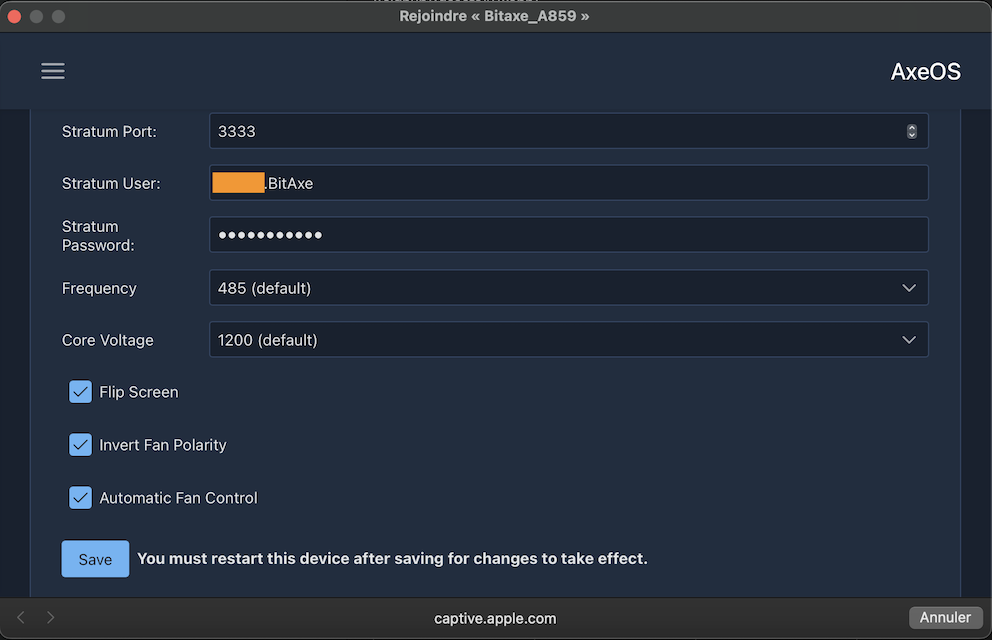 Rejoindre « Bitaxe_A859 »
AxeOS
Stratum Port:
3333
Stratum User:
.BitAxe
Stratum
Password:
●●●●●●●●●●●
Frequency
485 (default)
Core Voltage
1200 (default)
Flip Screen
Invert Fan Polarity
Automatic Fan Control
Save
You must restart this device after saving for changes to take effect.
captive.apple.com
Annuler